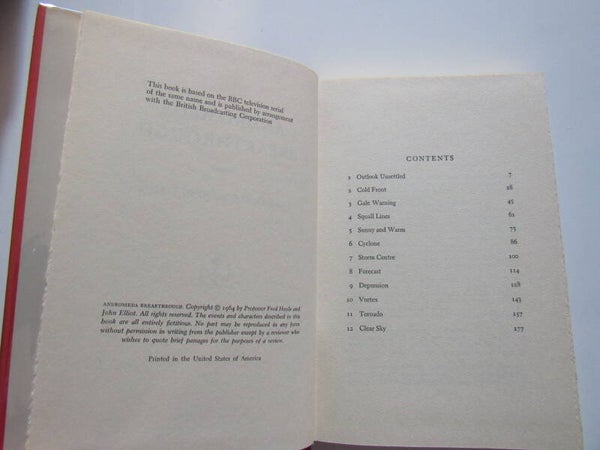 This book is based on the BBC television serial
of the same name and is published by arrangement
with the British Broadcasting Corporation
ANDROMEDA BREAKTHROUGH. Copyright © 1964 by Professor Fred Hoyle and
John Elliot. All rights reserved. The events and characters described in this
book are all entirely fictitious. No part may be reproduced in any form
without permission in writing from the publisher except by a reviewer who
wishes to quote brief passages for the purposes of a review.
Printed in the United States of America
CONTENTS
1 Outlook Unsettled 7
2 Cold Front 28
3 Gale Warning 45
4 Squall Lines 62
5 Sunny and Warm 75
6 Cyclone 86
7 Storm Centre 100
8 Forecast 114
9 Depression 128
10 Vortex 143
11 Tornado 157
12 Clear Sky 177